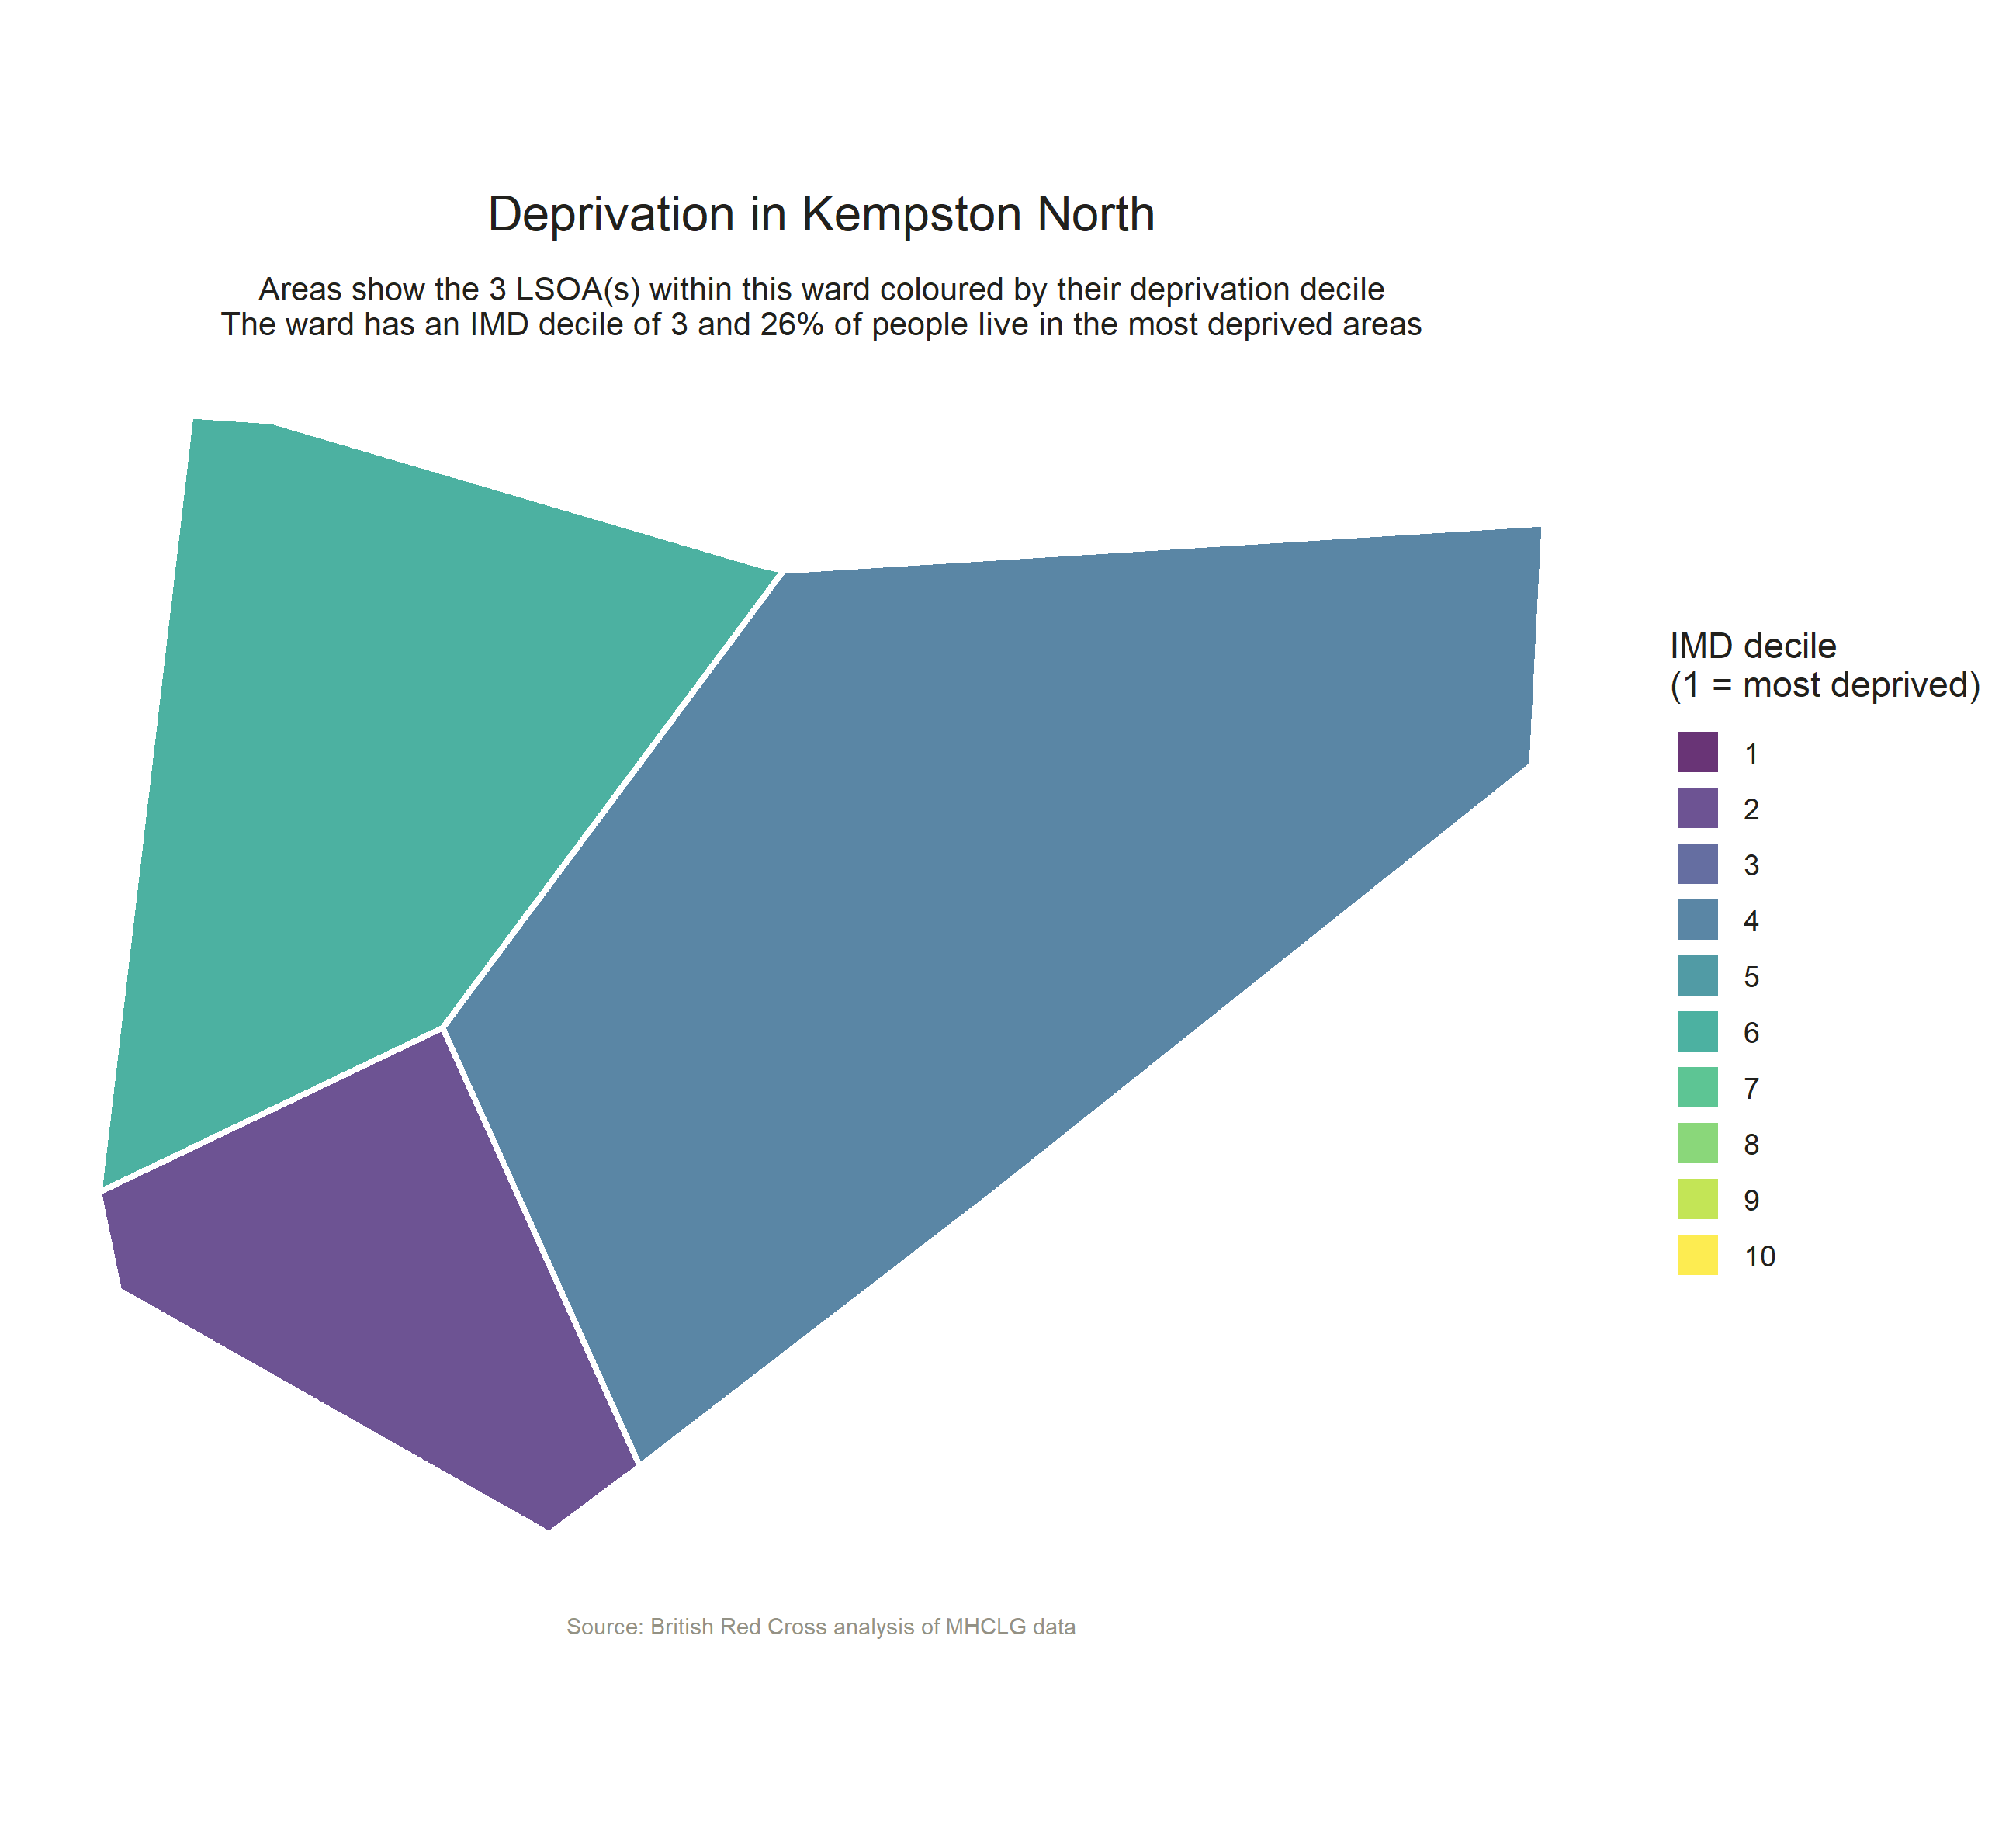 Deprivation in Kempston North
Areas show the 3 LSOA(s) within this ward coloured by their deprivation decile
The ward has an IMD decile of 3 and 26% of people live in the most deprived areas
IMD decile
(1 = most deprived)
1
2
3
4
5
6
7
8
9
10
Source: British Red Cross analysis of MHCLG data